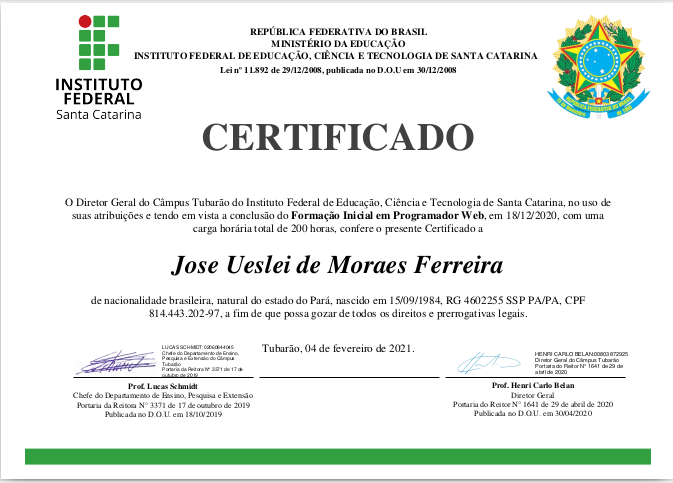 INSTITUTO
FEDERAL
Santa Catarina
REPÚBLICA FEDERATIVA DO BRASIL
MINISTÉRIO DA EDUCAÇÃO
INSTITUTO FEDERAL DE EDUCAÇÃO, CIÊNCIA E TECNOLOGIA DE SANTA CATARINA
Lei nº 11.892 de 29/12/2008, publicada no D.O.U em 30/12/2008
CERTIFICADO
O Diretor Geral do Câmpus Tubarão do Instituto Federal de Educação, Ciência e Tecnologia de Santa Catarina, no uso de
suas atribuições e tendo em vista a conclusão do Formação Inicial em Programador Web, em 18/12/2020, com uma
carga horária total de 200 horas, confere o presente Certificado a
Jose Ueslei de Moraes Ferreira
de nacionalidade brasileira, natural do estado do Pará, nascido em 15/09/1984, RG 4602255 SSP PA/PA, CPF
814.443.202-97, a fim de que possa gozar de todos os direitos e prerrogativas legais.
Tubarão, 04 de fevereiro de 2021.
LUCAS SCHMIDT:
Chefe do Departamento de Ensino,
Pesquisa e Extensão do Câmpus
Tubarão
Portaria da Reitora N° 3371 de 17 de
outubro de 2019
Prof. Lucas Schmidt
Chefe do Departamento de Ensino, Pesquisa e Extensão
Portaria da Reitora N° 3371 de 17 de outubro de 2019
Publicada no D.O.U. em 18/10/2019
HENRI CARLO BELAN:
Diretor Geral do Câmpus Tubarão
Portaria do Reitor N° 1641 de 29 de
abril de 2020
Prof. Henri Carlo Belan
Diretor Geral
Portaria do Reitor N° 1641 de 29 de abril de 2020
Publicada no D.O.U. em 30/04/2020